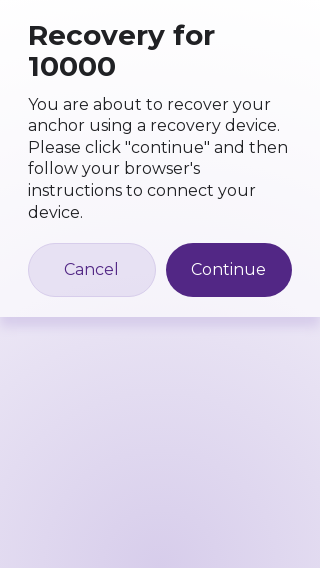 Recovery for
10000
You are about to recover your
anchor using a recovery device.
Please click "continue" and then
follow your browser's
instructions to connect your
device.
Cancel
Continue